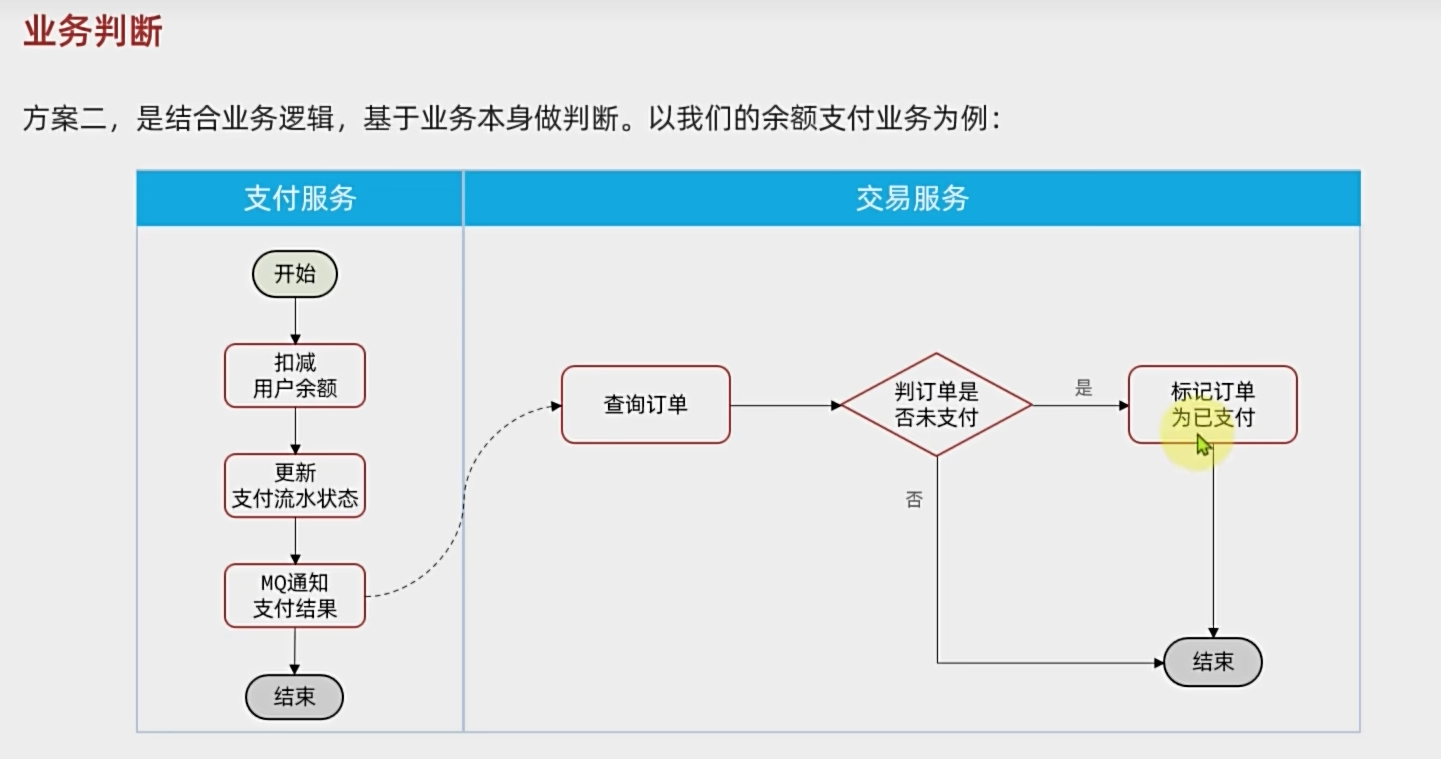 业务判断
方案二，是结合业务逻辑，基于业务本身做判断。以我们的余额支付业务为例：
支付服务
交易服务
开始
扣减
用户余额
更新
支付流水状态
MQ通知
支付结果
结束
查询订单
判订单是
否未支付
是
否
标记订单
为已支付
结束